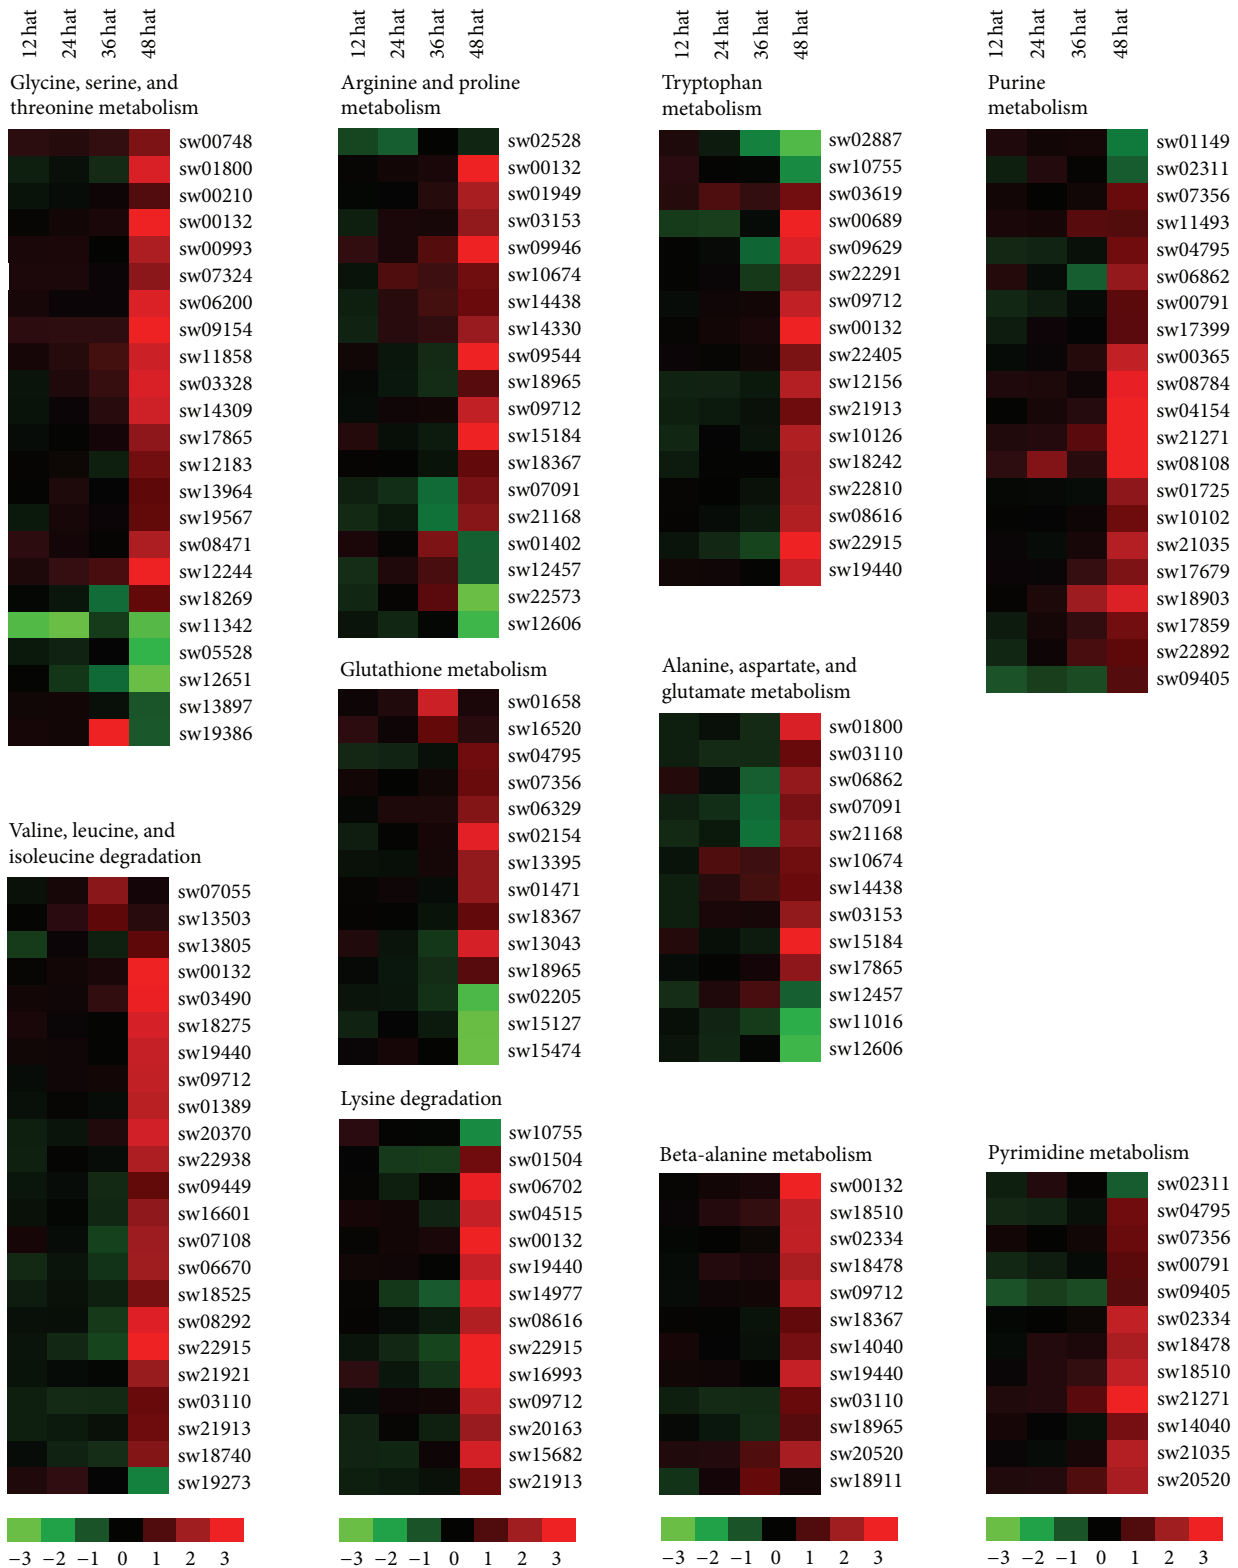 12 hat
24 hat
36 hat
48 hat
Glycine, serine, and
threonine metabolism
sw00748
sw01800
sw00210
sw00132
sw00993
sw07324
sw06200
sw09154
sw11858
sw03328
sw14309
sw17865
sw12183
sw13964
sw19567
sw08471
sw12244
sw18269
sw11342
sw05528
sw12651
sw13897
sw19386
Valine, leucine, and
isoleucine degradation
sw07055
sw13503
sw13805
sw00132
sw03490
sw18275
sw19440
sw09712
sw01389
sw20370
sw22938
sw09449
sw16601
sw07108
sw06670
sw18525
sw08292
sw22915
sw21921
sw03110
sw21913
sw18740
sw19273
−3 −2 −1 0 1 2 3
12 hat
24 hat
36 hat
48 hat
Arginine and proline
metabolism
sw02528
sw00132
sw01949
sw03153
sw09946
sw10674
sw14438
sw14330
sw09544
sw18965
sw09712
sw15184
sw18367
sw07091
sw21168
sw01402
sw12457
sw22573
sw12606
Glutathione metabolism
sw01658
sw16520
sw04795
sw07356
sw06329
sw02154
sw13395
sw01471
sw18367
sw13043
sw18965
sw02205
sw15127
sw15474
Lysine degradation
sw10755
sw01504
sw06702
sw04515
sw00132
sw19440
sw14977
sw08616
sw22915
sw16993
sw09712
sw20163
sw15682
sw21913
−3 −2 −1 0 1 2 3
12 hat
24 hat
36 hat
48 hat
Tryptophan
metabolism
sw02887
sw10755
sw03619
sw00689
sw09629
sw22291
sw09712
sw00132
sw22405
sw12156
sw21913
sw10126
sw18242
sw22810
sw08616
sw22915
sw19440
Alanine, aspartate, and
glutamate metabolism
sw01800
sw03110
sw06862
sw07091
sw21168
sw10674
sw14438
sw03153
sw15184
sw17865
sw12457
sw11016
sw12606
Beta-alanine metabolism
sw00132
sw18510
sw02334
sw18478
sw09712
sw18367
sw14040
sw19440
sw03110
sw18965
sw20520
sw18911
−3 −2 −1 0 1 2 3
12 hat
24 hat
36 hat
48 hat
Purine
metabolism
sw01149
sw02311
sw07356
sw11493
sw04795
sw06862
sw00791
sw17399
sw00365
sw08784
sw04154
sw21271
sw08108
sw01725
sw10102
sw21035
sw17679
sw18903
sw17859
sw22892
sw09405
Pyrimidine metabolism
sw02311
sw04795
sw07356
sw00791
sw09405
sw02334
sw18478
sw18510
sw21271
sw14040
sw21035
sw20520
−3 −2 −1 0 1 2 3